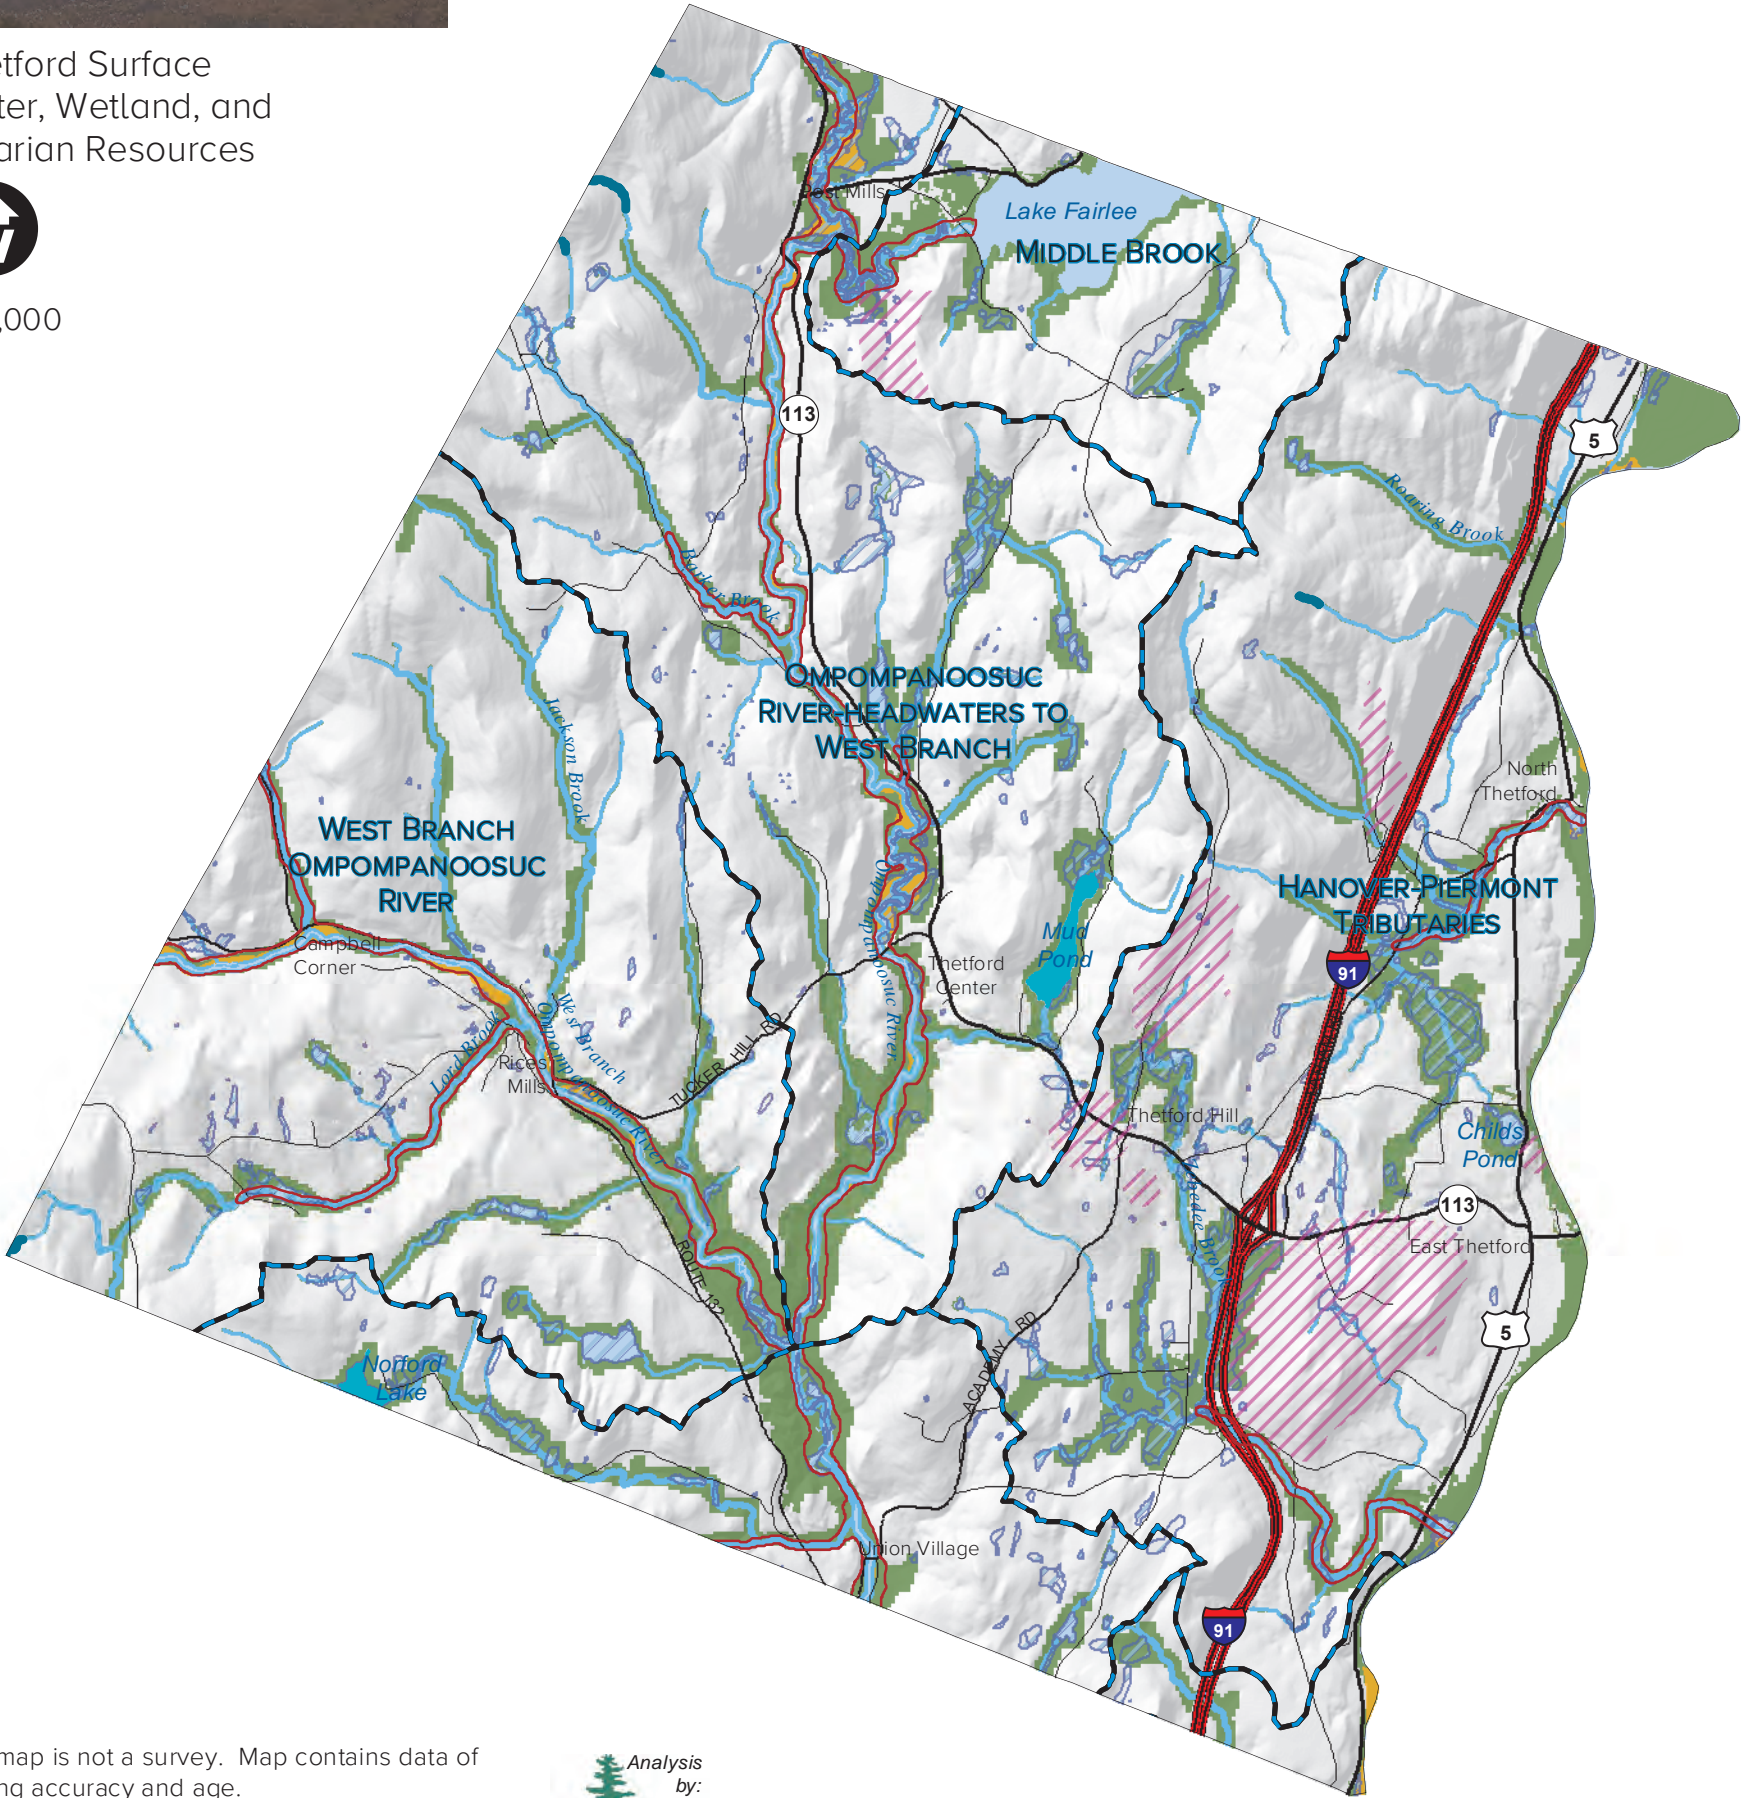 etford Surface
ter, Wetland, and
arian Resources
,000
Post Mills
Lake Fairlee
MIDDLE BROOK
113
5
Roaring Brook
Barker Brook
OMPOMPANOOSUC
RIVER-HEADWATERS TO
WEST BRANCH
Jackson Brook
North
Thetford
WEST BRANCH
OMPOMPANOOSUC
RIVER
HANOVER-PIERMONT
TRIBUTARIES
Ompompanoosuc River
Campbell
Corner
Mud
Pond
Thetford
Center
91
West Branch
Ompompanoosuc River
Lord Brook
Rices
Mills
TUCKER HILL RD
Thetford Hill
Childs
Pond
Brook
113
East Thetford
ROUTE 132
ACADEMY RD
5
Norford
Lake
Union Village
91
map is not a survey. Map contains data of
ng accuracy and age.
Analysis
by: